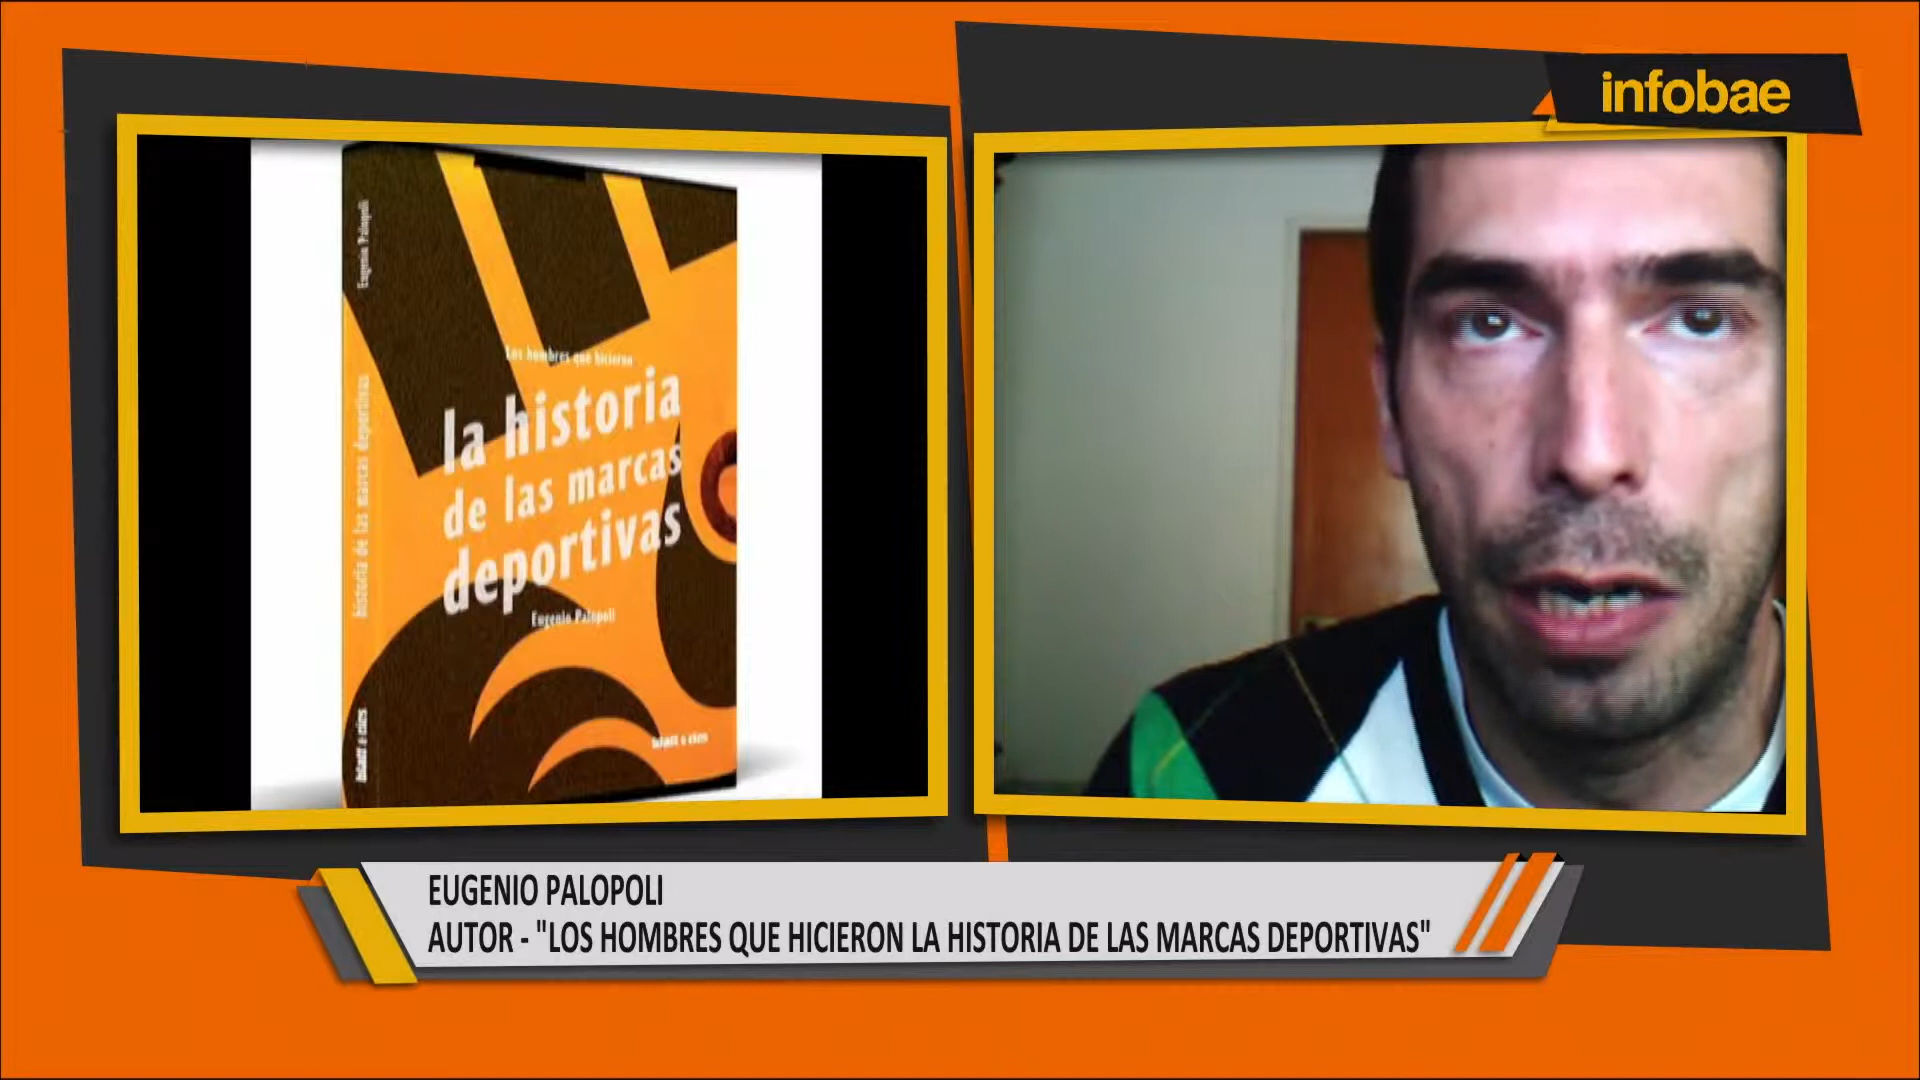 infobae
Eugenio Palopoli
historia de las marcas deportivas
Los hombres que hicieron
la historia
de las marcas
deportivas
Eugenio Palopoli
EUGENIO PALOPOLI
AUTOR - "LOS HOMBRES QUE HICIERON LA HISTORIA DE LAS MARCAS DEPORTIVAS"